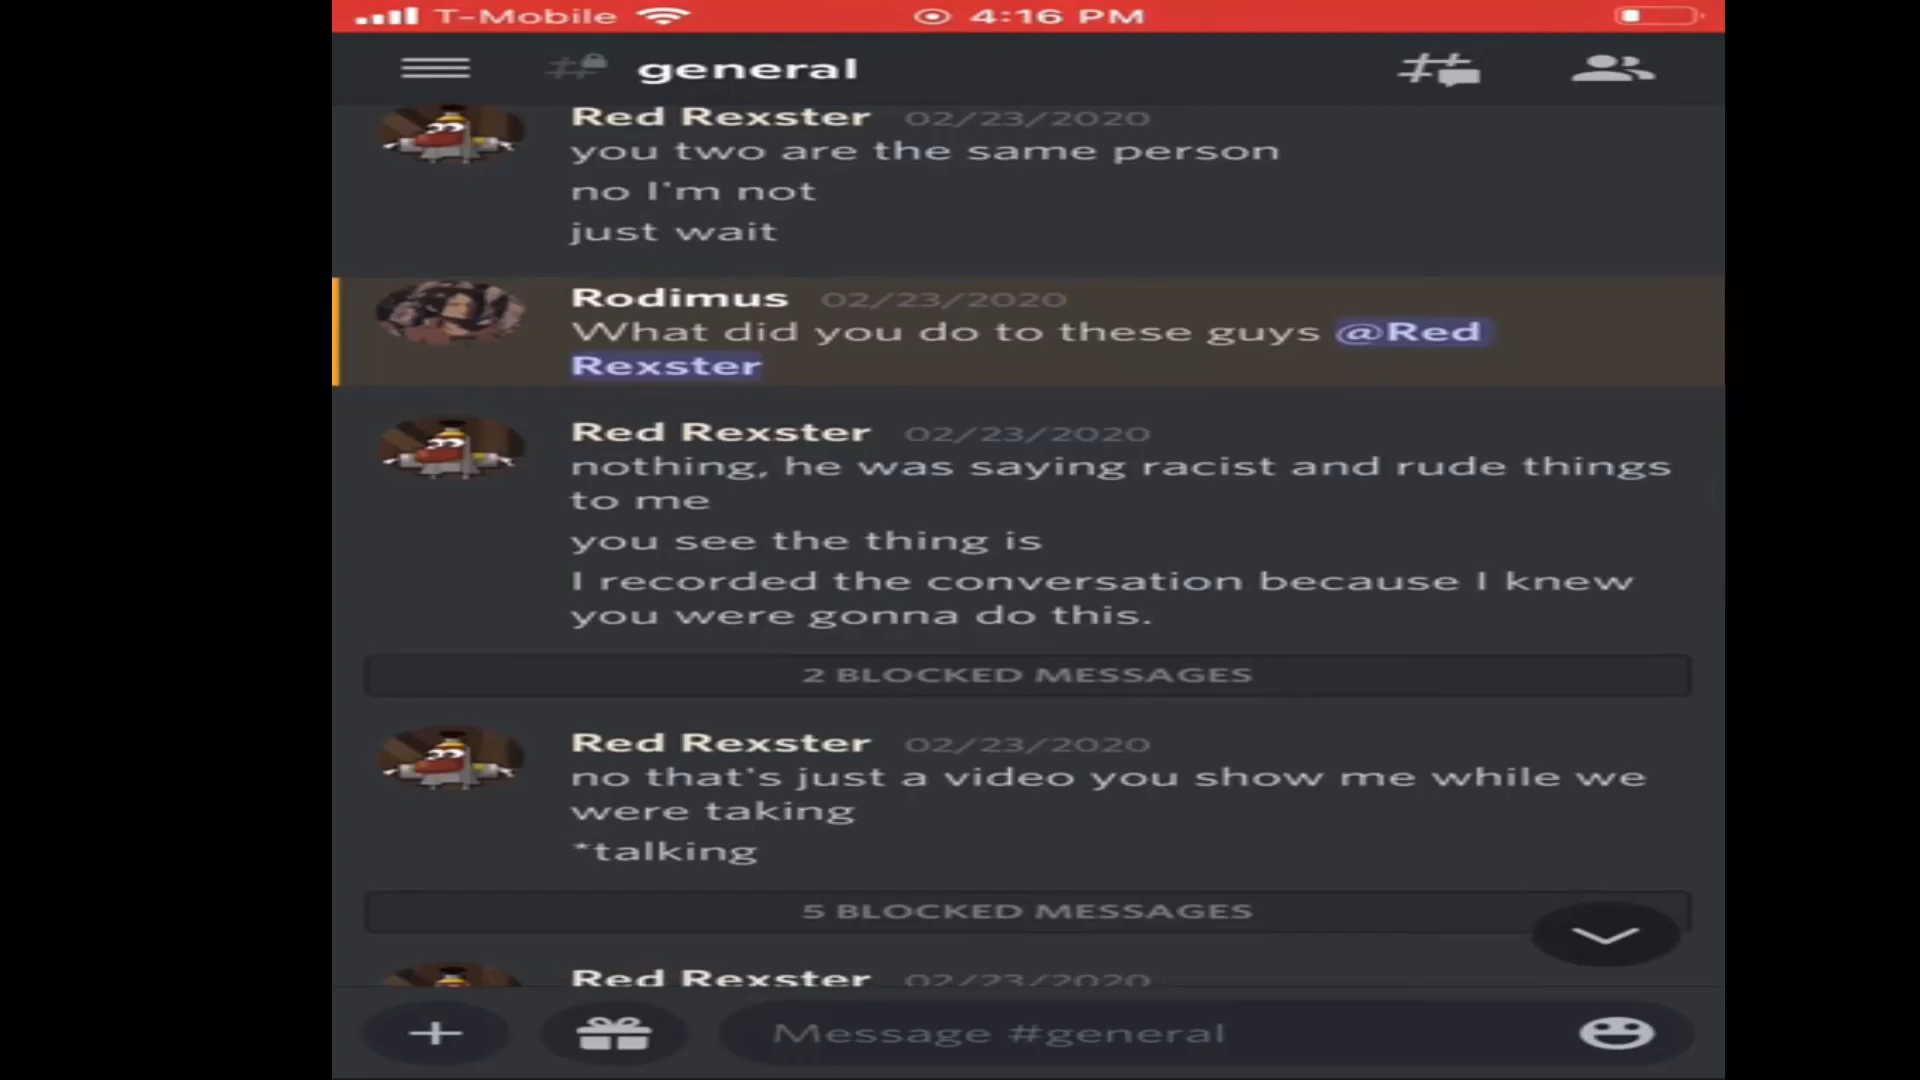 T-Mobile 4:16 PM
general
Red Rexster 02/23/2020
you two are the same person
no I'm not
just wait
Rodimus 02/23/2020
What did you do to these guys @Red
Rexster
Red Rexster 02/23/2020
nothing, he was saying racist and rude things
to me
you see the thing is
I recorded the conversation because I knew
you were gonna do this.
2 BLOCKED MESSAGES
Red Rexster 02/23/2020
no that's just a video you show me while we
were taking
*talking
5 BLOCKED MESSAGES
Red Rexster 02/23/2020
Message #general